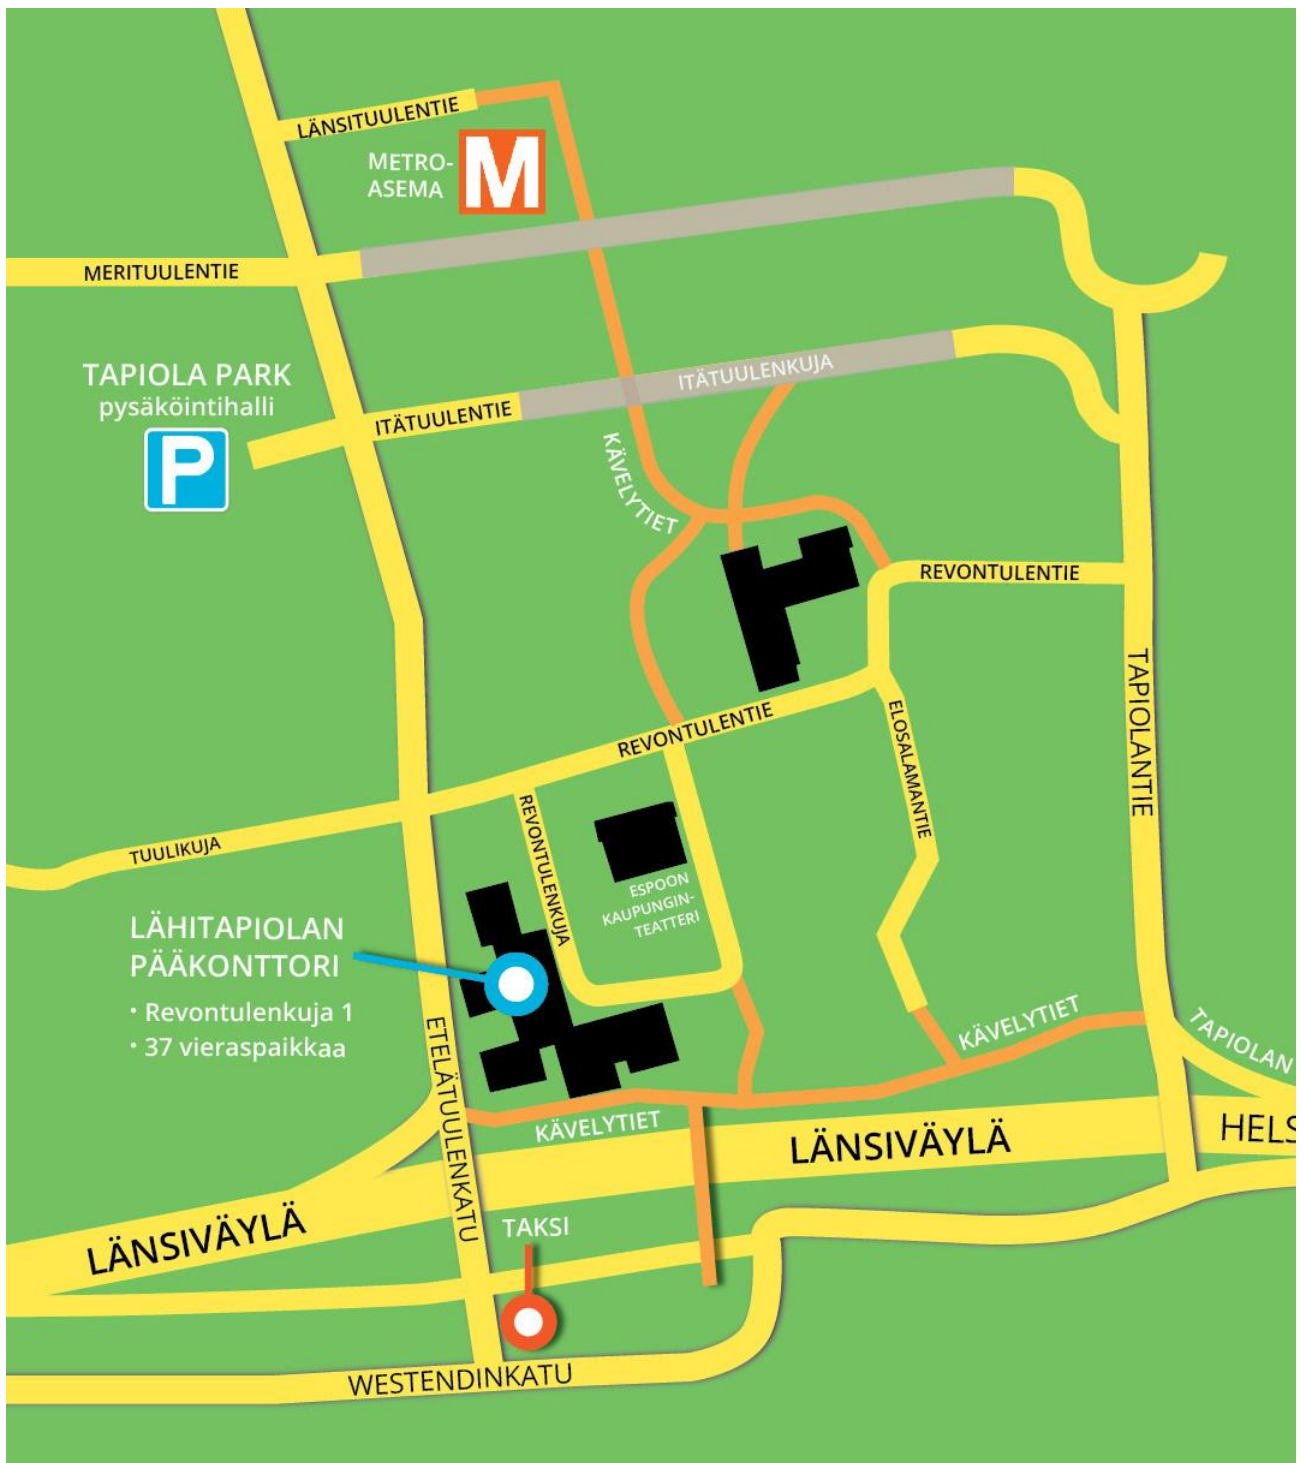 LÄNSITUULENTIE
METRO-
ASEMA
M
MERITUULENTIE
TAPIOLA PARK
pysäköintihalli
P
ITÄTUULENTIE
ITÄTUULENKUJA
KÄVELYTIET
REVONTULENTIE
TAPIOLANTIE
REVONTULENTIE
ELOSALAMANTIE
TUULIKUJA
REVONTULENKUJA
ESPOON
KAUPUNGIN-
TEATTERI
LÄHITAPIOLAN
PÄÄKONTTORI
• Revontulenkuja 1
• 37 vieraspaikkaa
ETELÄTUULENKATU
KÄVELYTIET
TAPIOLAN
KÄVELYTIET
LÄNSIVÄYLÄ
HELS
LÄNSIVÄYLÄ
TAKSI
WESTENDINKATU